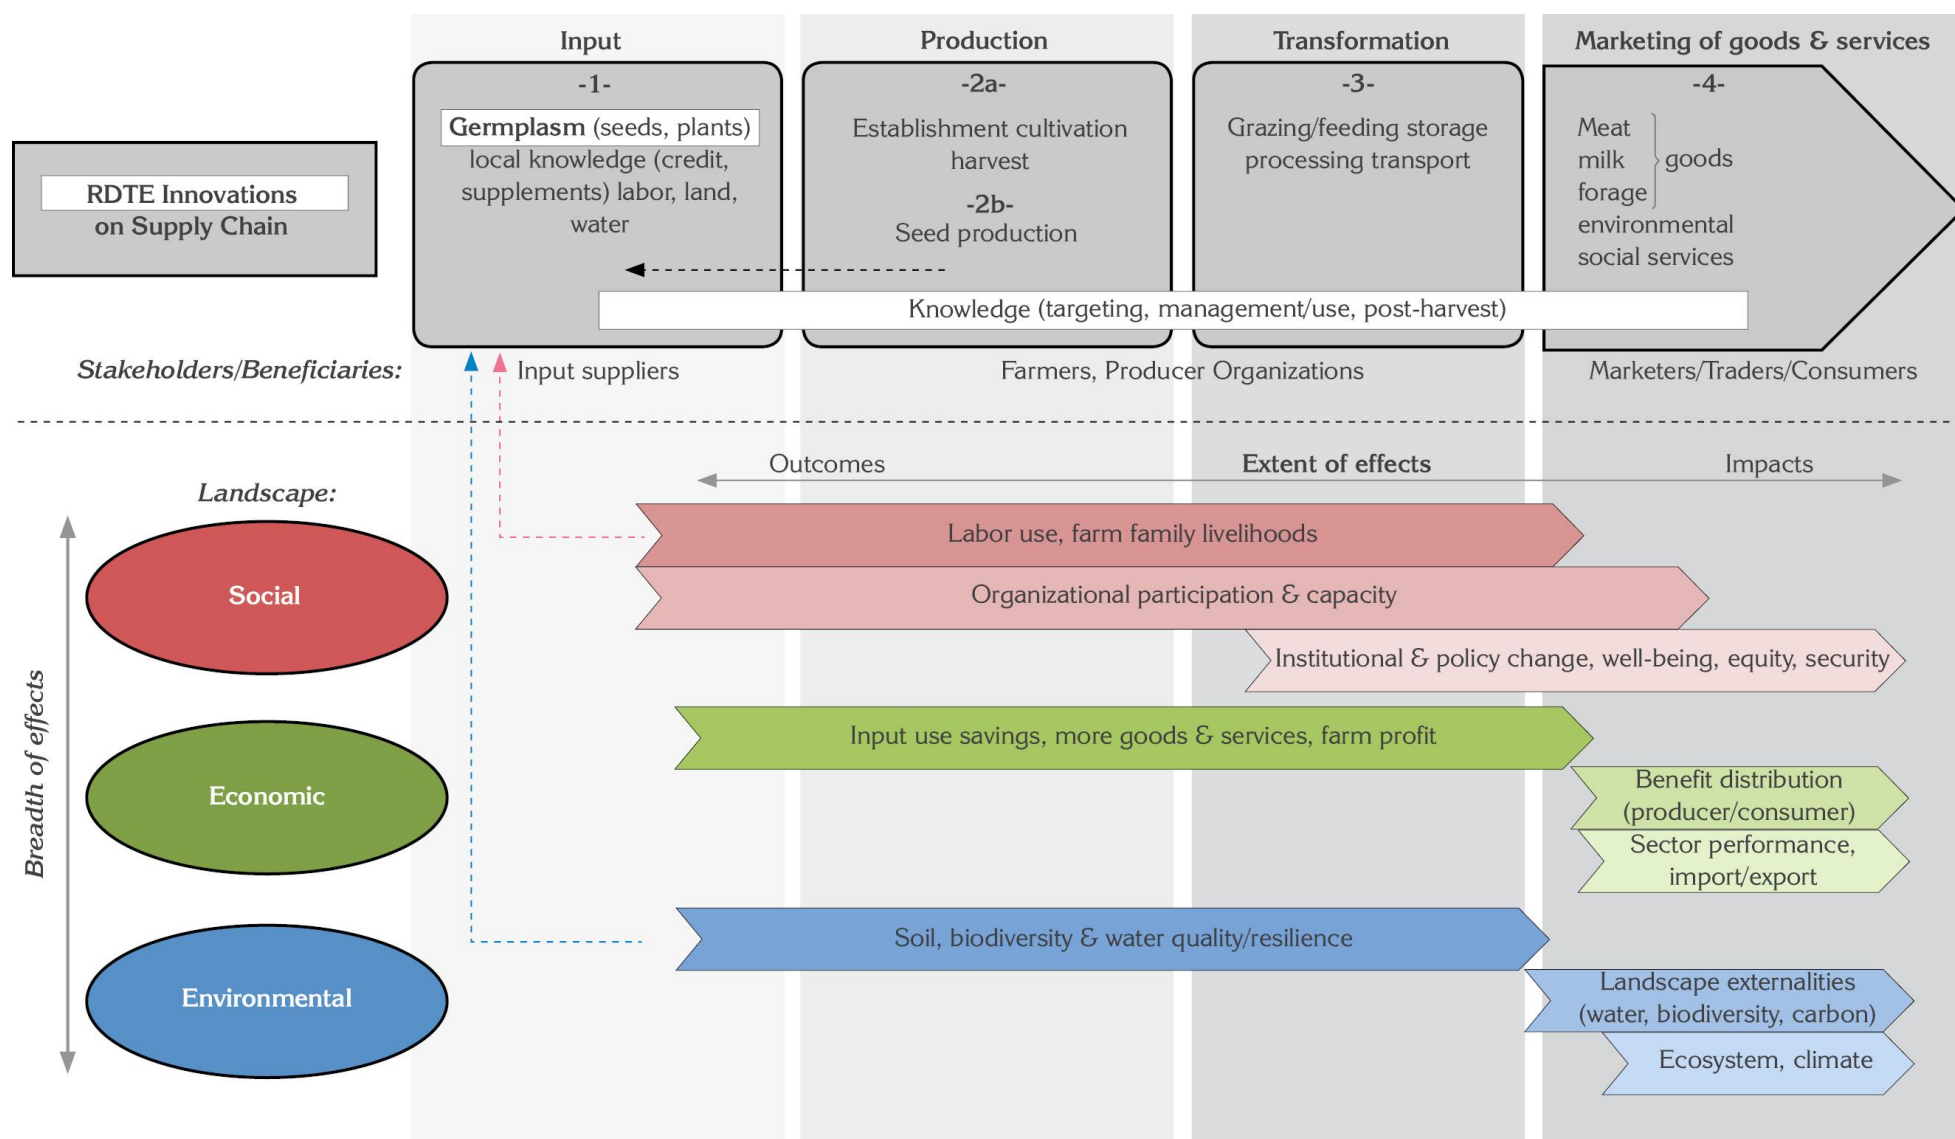 Input
Production
Transformation
Marketing of goods & services
RDTE Innovations
on Supply Chain
-1-
Germplasm (seeds, plants)
local knowledge (credit,
supplements) labor, land,
water
-2a-
Establishment cultivation
harvest
-2b-
Seed production
-3-
Grazing/feeding storage
processing transport
-4-
Meat
milk
forage
goods
environmental
social services
Knowledge (targeting, management/use, post-harvest)
Stakeholders/Beneficiaries:
Input suppliers
Farmers, Producer Organizations
Marketers/Traders/Consumers
Outcomes
Extent of effects
Impacts
Landscape:
Breadth of effects
Social
Labor use, farm family livelihoods
Organizational participation & capacity
Institutional & policy change, well-being, equity, security
Economic
Input use savings, more goods & services, farm profit
Benefit distribution
(producer/consumer)
Sector performance,
import/export
Environmental
Soil, biodiversity & water quality/resilience
Landscape externalities
(water, biodiversity, carbon)
Ecosystem, climate